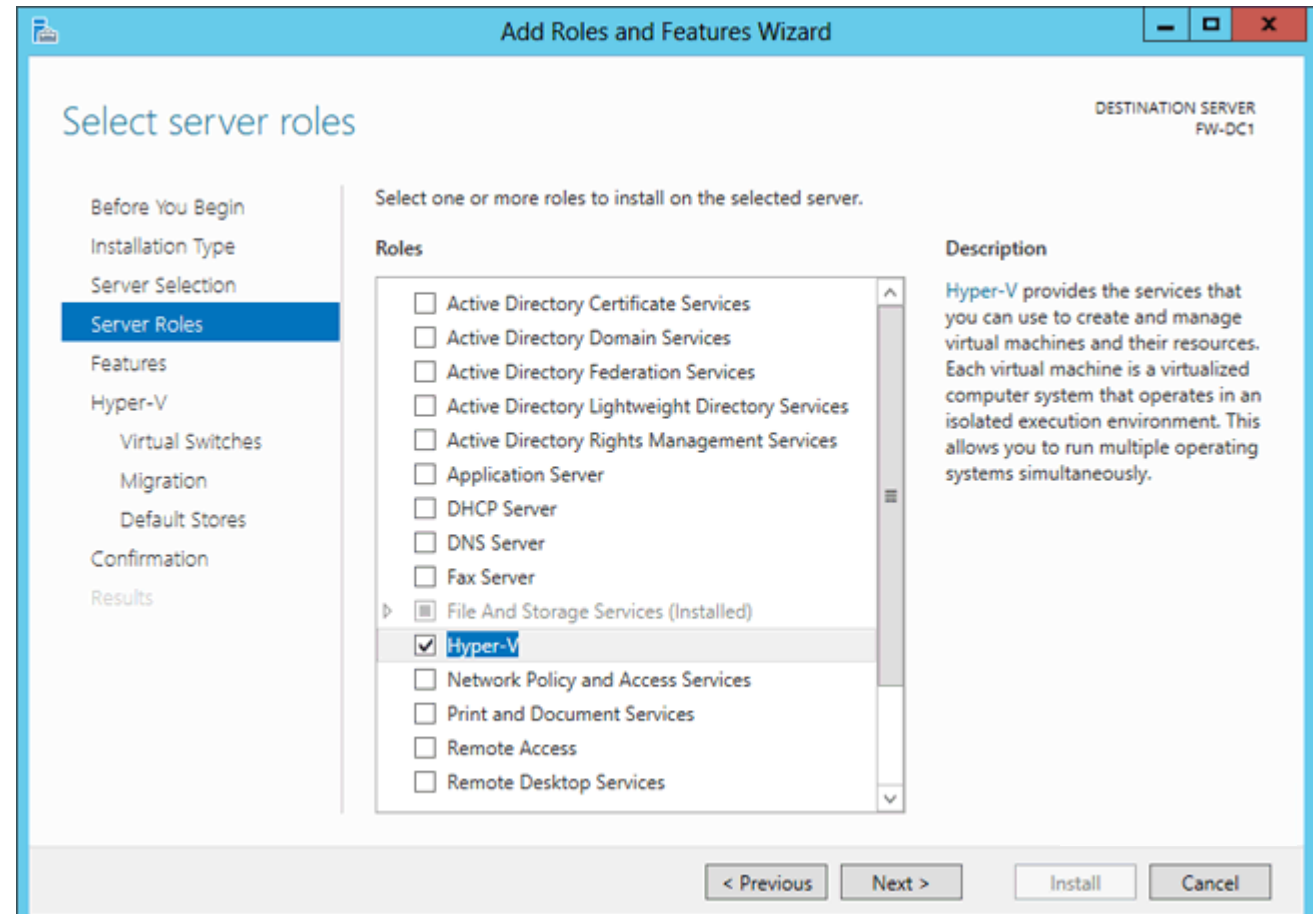 Add Roles and Features Wizard
Select server roles
DESTINATION SERVER
FW-DC1
Before You Begin
Installation Type
Server Selection
Server Roles
Features
Hyper-V
Virtual Switches
Migration
Default Stores
Confirmation
Results
Select one or more roles to install on the selected server.
Roles
Active Directory Certificate Services
Active Directory Domain Services
Active Directory Federation Services
Active Directory Lightweight Directory Services
Active Directory Rights Management Services
Application Server
DHCP Server
DNS Server
Fax Server
File And Storage Services (Installed)
Hyper-V
Network Policy and Access Services
Print and Document Services
Remote Access
Remote Desktop Services
Description
Hyper-V provides the services that
you can use to create and manage
virtual machines and their resources.
Each virtual machine is a virtualized
computer system that operates in an
isolated execution environment. This
allows you to run multiple operating
systems simultaneously.
< Previous
Next >
Install
Cancel